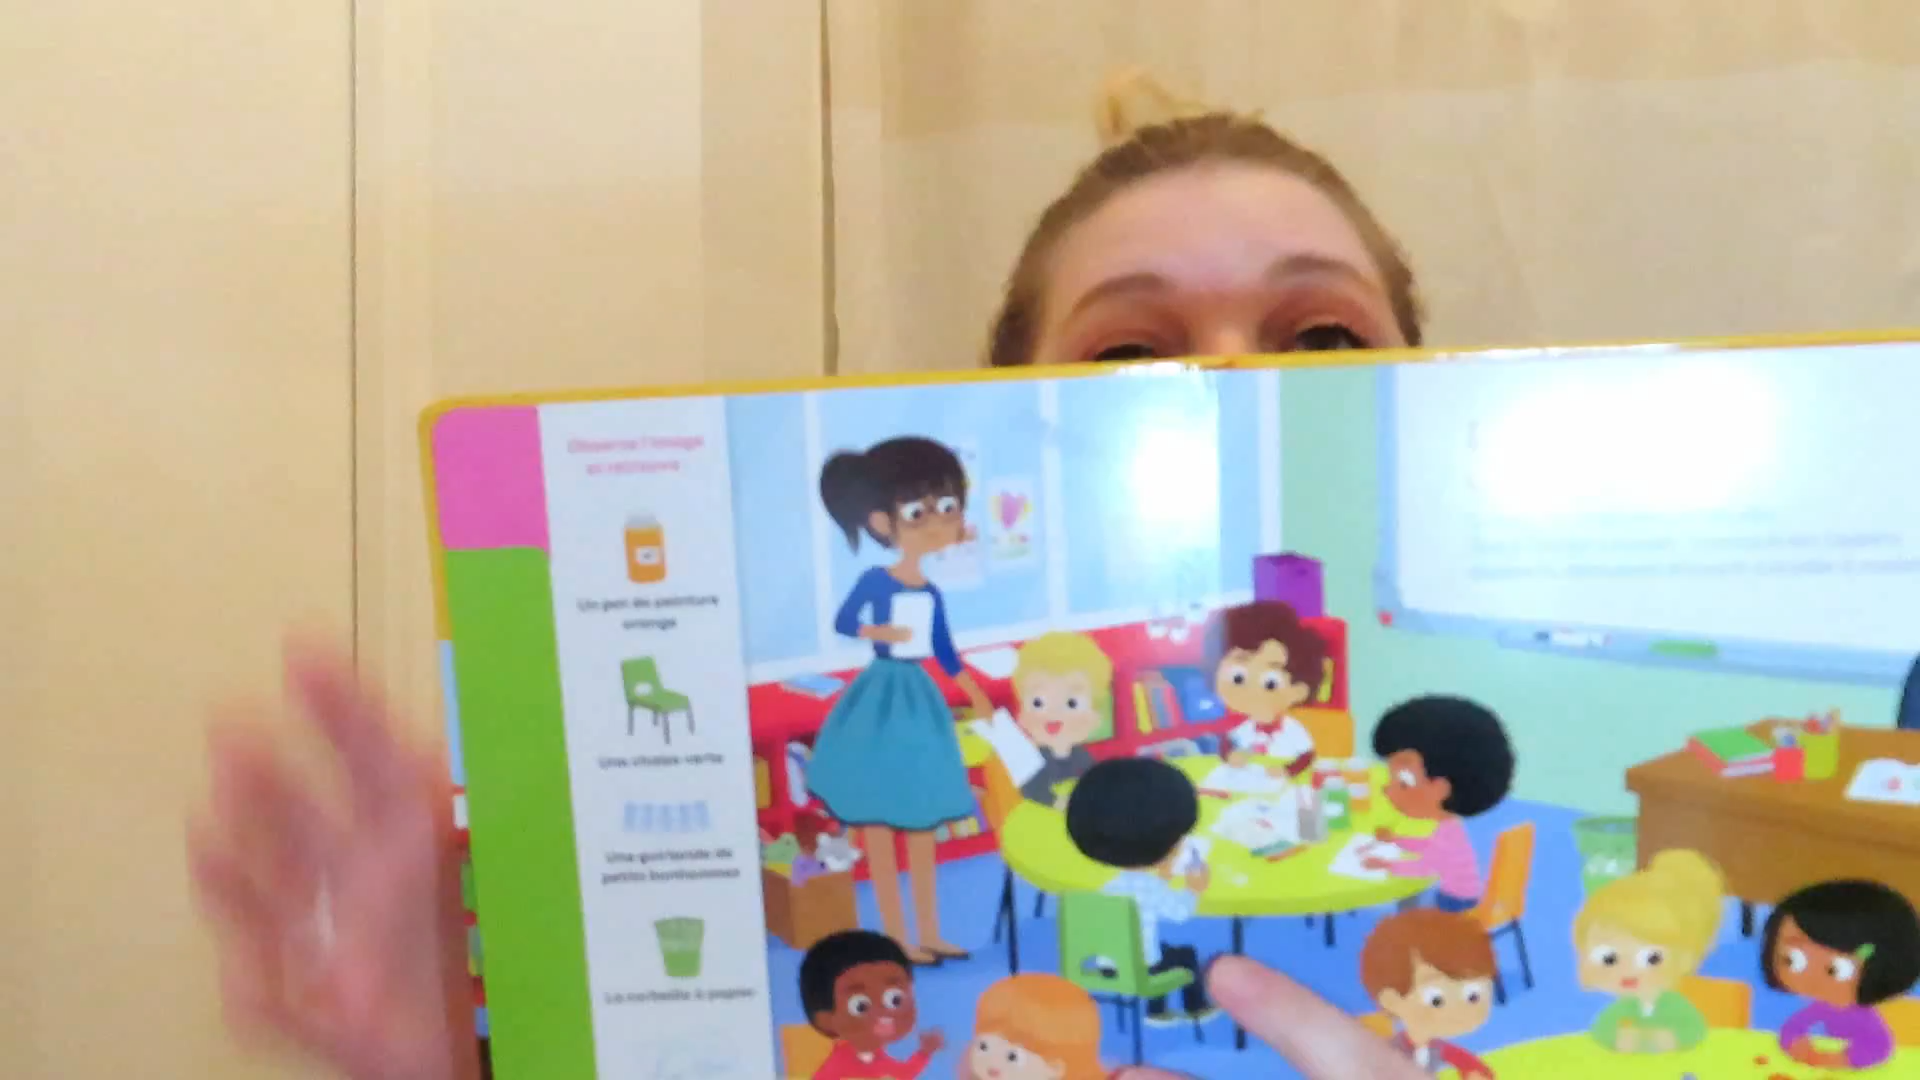 Observe l'image
et retrouve
Un pot de peinture
orange
Une chaise verte
Une guirlande de
petits bonhommes
La corbeille à papier